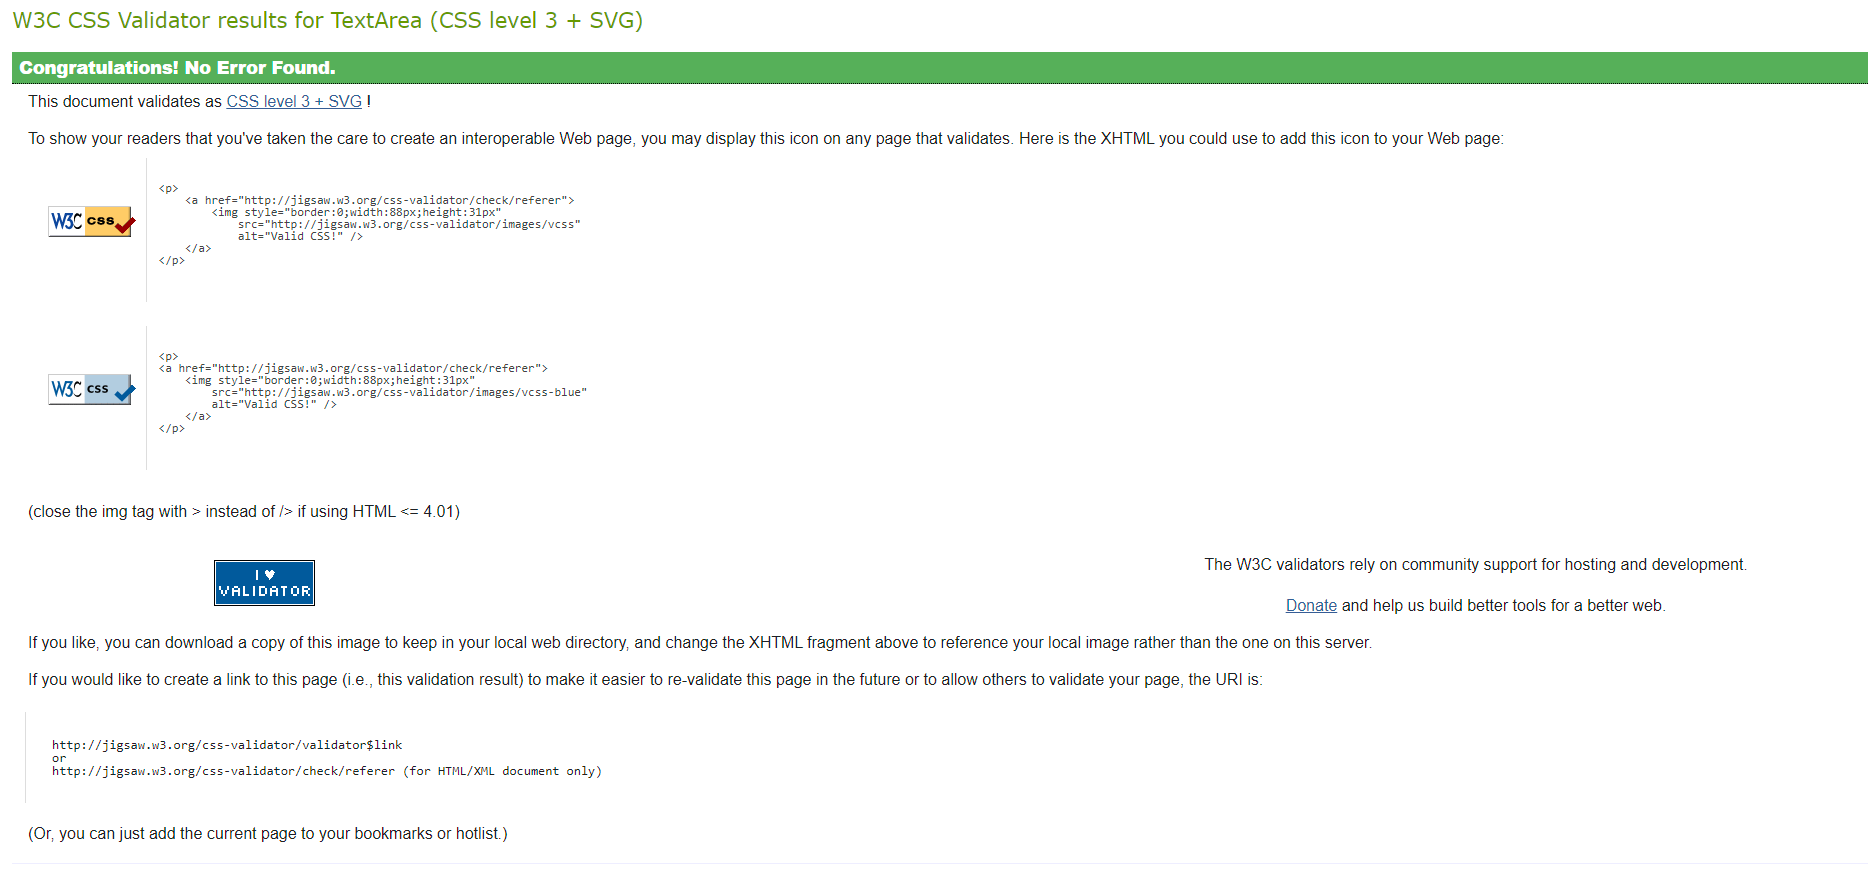 W3C CSS Validator results for TextArea (CSS level 3 + SVG)
Congratulations! No Error Found.
This document validates as CSS level 3 + SVG !
To show your readers that you've taken the care to create an interoperable Web page, you may display this icon on any page that validates. Here is the XHTML you could use to add this icon to your Web page:
W3C css
<p>
    <a href="http://jigsaw.w3.org/css-validator/check/referer">
        <img style="border:0;width:88px;height:31px"
            src="http://jigsaw.w3.org/css-validator/images/vcss"
            alt="Valid CSS!" />
    </a>
</p>
W3C css
<p>
<a href="http://jigsaw.w3.org/css-validator/check/referer">
    <img style="border:0;width:88px;height:31px"
        src="http://jigsaw.w3.org/css-validator/images/vcss-blue"
        alt="Valid CSS!" />
    </a>
</p>
(close the img tag with > instead of /> if using HTML <= 4.01)
I ♥
VALIDATOR
The W3C validators rely on community support for hosting and development.
Donate and help us build better tools for a better web.
If you like, you can download a copy of this image to keep in your local web directory, and change the XHTML fragment above to reference your local image rather than the one on this server.
If you would like to create a link to this page (i.e., this validation result) to make it easier to re-validate this page in the future or to allow others to validate your page, the URI is:
http://jigsaw.w3.org/css-validator/validator$link
or
http://jigsaw.w3.org/css-validator/check/referer (for HTML/XML document only)
(Or, you can just add the current page to your bookmarks or hotlist.)